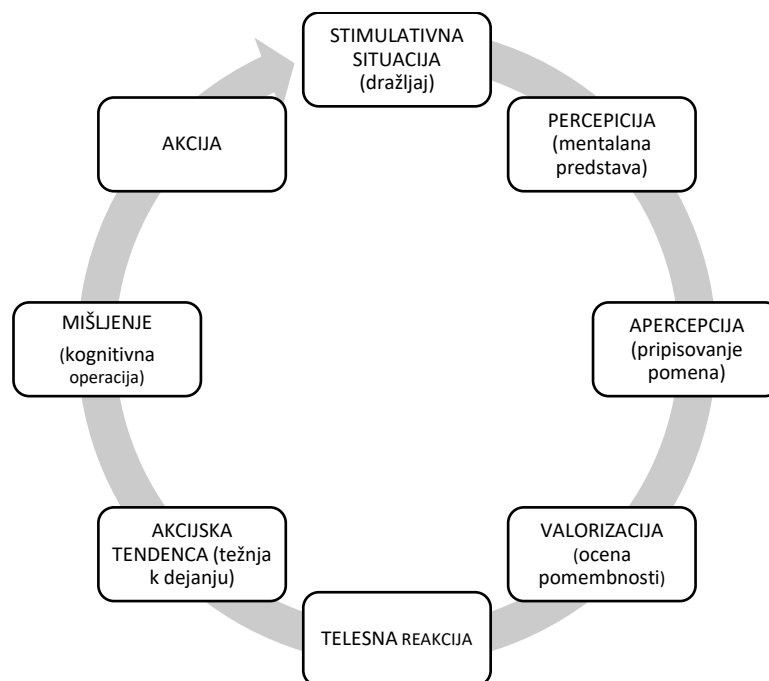 STIMULATIVNA
SITUACIJA
(dražljaj)
PERCEPICIJA
(mentalana
predstava)
APERCEPCIJA
(pripisovanje
pomena)
VALORIZACIJA
(ocena
pomembnosti)
TELESNA REAKCIJA
AKCIJSKA
TENDENCA (težnja
k dejanju)
MIŠLJENJE
(kognitivna
operacija)
AKCIJA